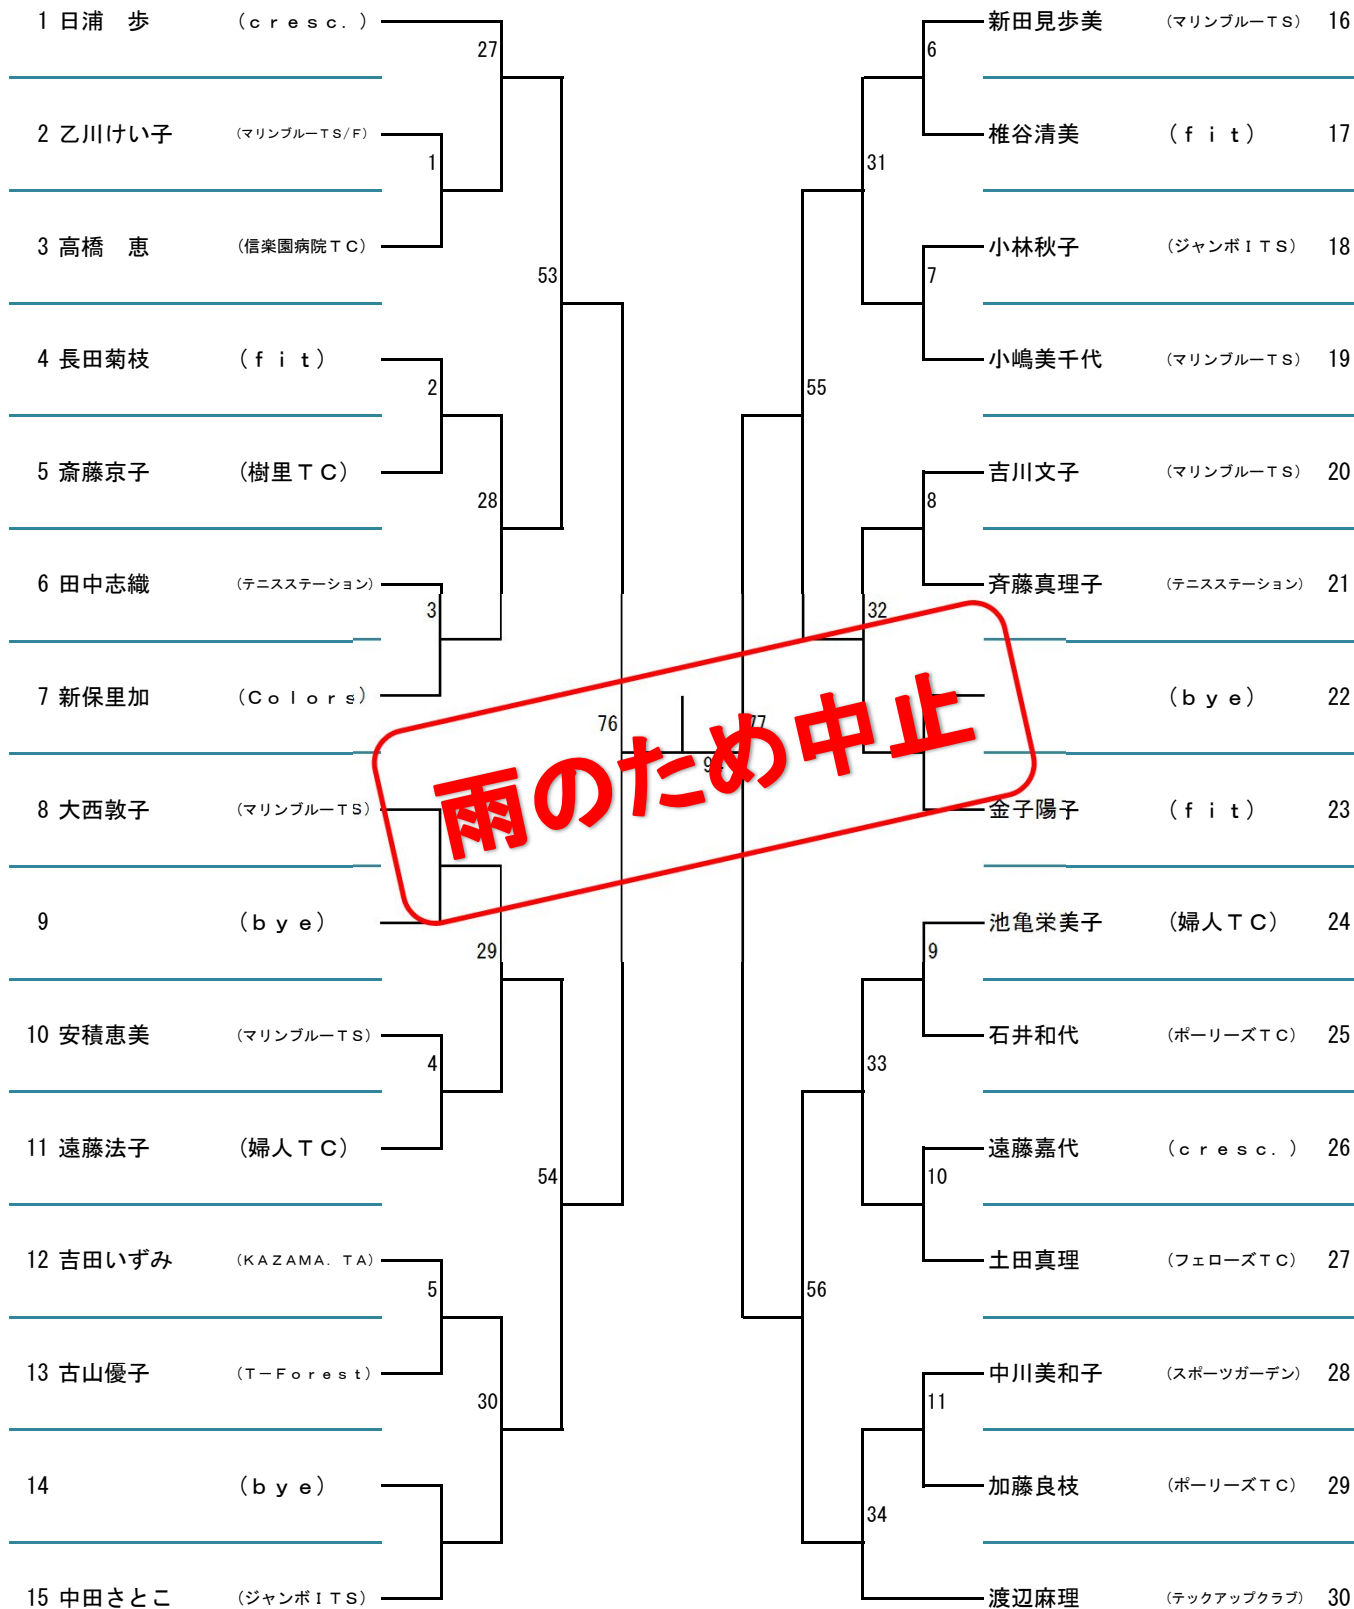 1 日浦　歩 （ｃｒｅｓｃ．）
27
2 乙川けい子 （マリンブルーＴＳ/Ｆ）
1
3 高橋　恵 （信楽園病院ＴＣ）
53
4 長田菊枝 （ｆｉｔ）
2
5 斎藤京子 （樹里ＴＣ）
28
6 田中志織 （テニスステーション）
3
7 新保里加 （Ｃｏｌｏｒｓ）
76
8 大西敦子 （マリンブルーＴＳ）
9 （ｂｙｅ）
29
10 安積恵美 （マリンブルーＴＳ）
4
11 遠藤法子 （婦人ＴＣ）
54
12 吉田いずみ （ＫＡＺＡＭＡ．ＴＡ）
5
13 古山優子 （Ｔ－Ｆｏｒｅｓｔ）
30
14 （ｂｙｅ）
15 中田さとこ （ジャンボＩＴＳ）
雨のため中止
新田見歩美 （マリンブルーＴＳ） 16
6
椎谷清美 （ｆｉｔ） 17
31
小林秋子 （ジャンボＩＴＳ） 18
7
小嶋美千代 （マリンブルーＴＳ） 19
55
吉川文子 （マリンブルーＴＳ） 20
8
斉藤真理子 （テニスステーション） 21
32
（ｂｙｅ） 22
77
金子陽子 （ｆｉｔ） 23
池亀栄美子 （婦人ＴＣ） 24
9
石井和代 （ポーリーズＴＣ） 25
33
遠藤嘉代 （ｃｒｅｓｃ．） 26
10
土田真理 （フェローズＴＣ） 27
56
中川美和子 （スポーツガーデン） 28
11
加藤良枝 （ポーリーズＴＣ） 29
34
渡辺麻理 （テックアップクラブ） 30